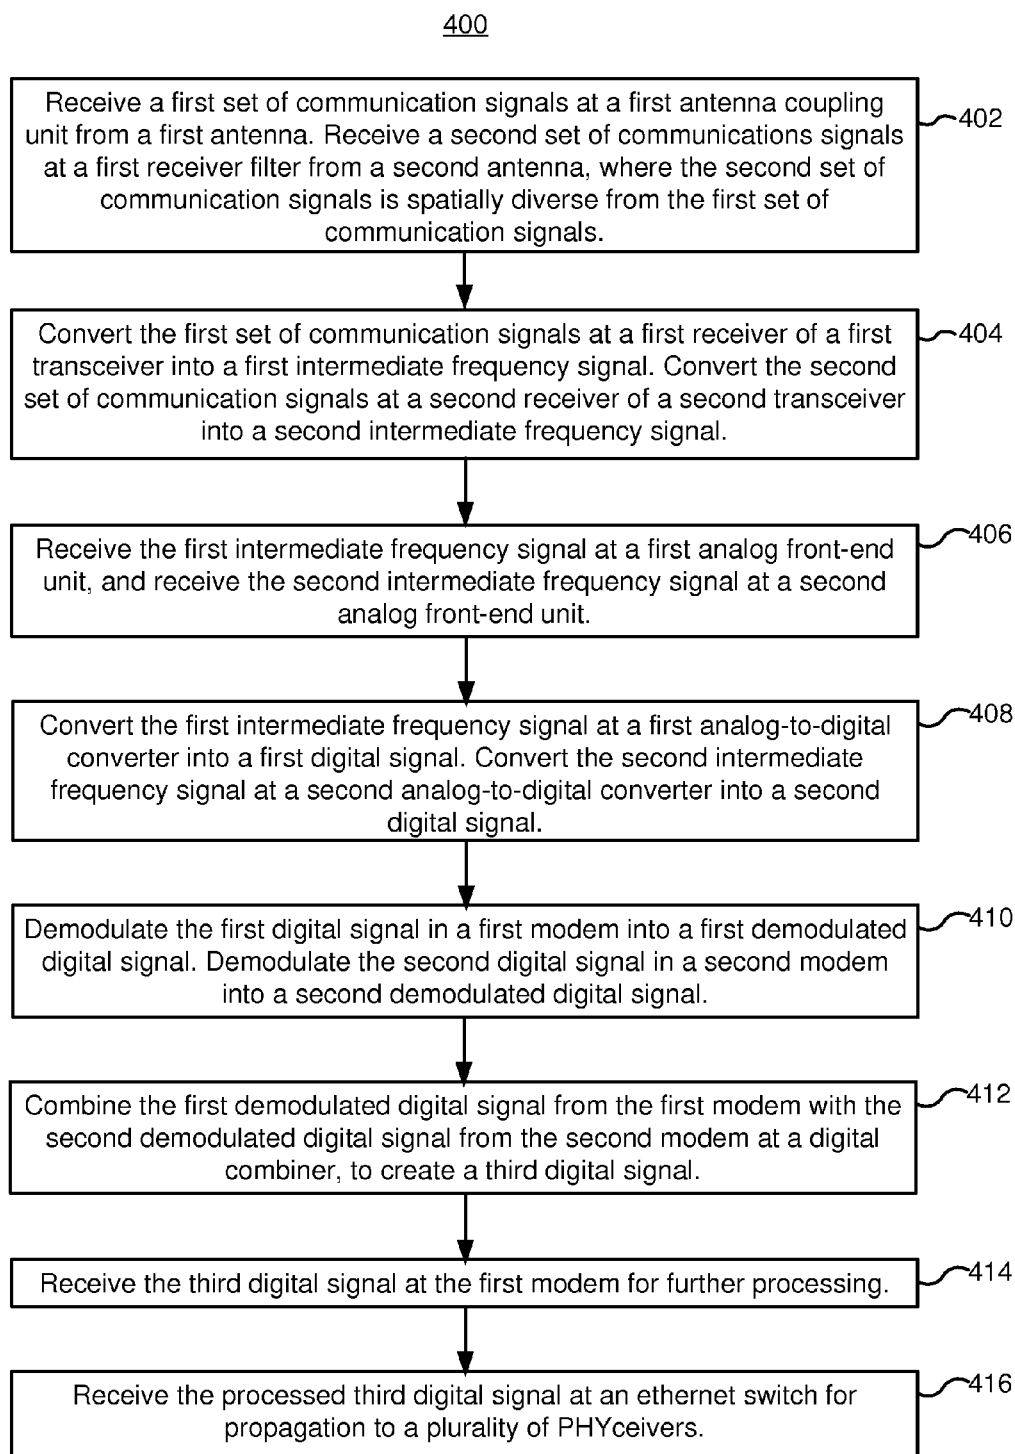 400
Receive a first set of communication signals at a first antenna coupling
unit from a first antenna. Receive a second set of communications signals
at a first receiver filter from a second antenna, where the second set of
communication signals is spatially diverse from the first set of
communication signals.
402
Convert the first set of communication signals at a first receiver of a first
transceiver into a first intermediate frequency signal. Convert the second
set of communication signals at a second receiver of a second transceiver
into a second intermediate frequency signal.
404
Receive the first intermediate frequency signal at a first analog front-end
unit, and receive the second intermediate frequency signal at a second
analog front-end unit.
406
Convert the first intermediate frequency signal at a first analog-to-digital
converter into a first digital signal. Convert the second intermediate
frequency signal at a second analog-to-digital converter into a second
digital signal.
408
Demodulate the first digital signal in a first modem into a first demodulated
digital signal. Demodulate the second digital signal in a second modem
into a second demodulated digital signal.
410
Combine the first demodulated digital signal from the first modem with the
second demodulated digital signal from the second modem at a digital
combiner, to create a third digital signal.
412
Receive the third digital signal at the first modem for further processing.
414
Receive the processed third digital signal at an ethernet switch for
propagation to a plurality of PHYceivers.
416